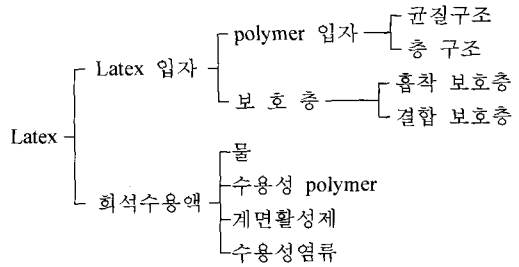 균질구조
polymer 입자
층 구조
Latex 입자
흡착 보호층
보 호 층
결합 보호층
Latex
물
수용성 polymer
희석수용액
계면활성제
수용성염류